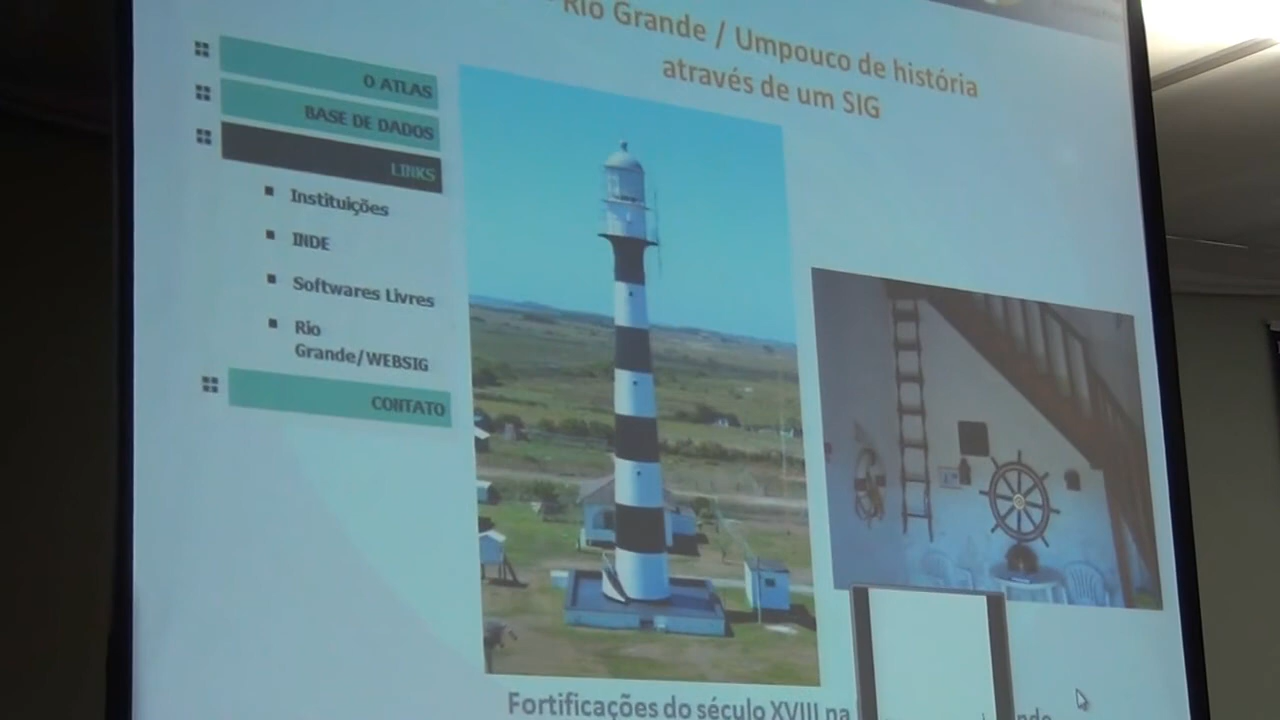 Rio Grande / Umpouco de história
através de um SIG
O ATLAS
BASE DE DADOS
LINKS
Instituições
INDE
Softwares Livres
Rio
Grande/WEBSIG
CONTATO
Fortificações do século XVIII na